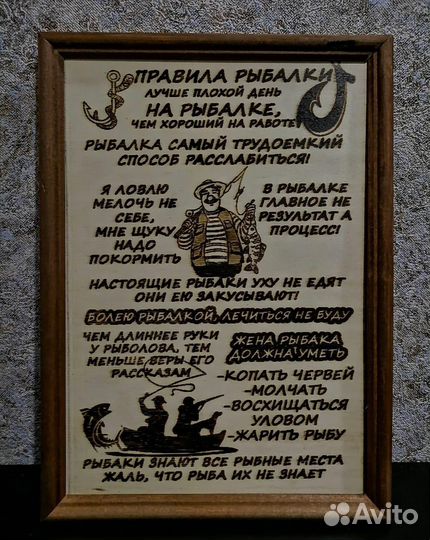 ПРАВИЛА РЫБАЛКИ
ЛУЧШЕ ПЛОХОЙ ДЕНЬ
НА РЫБАЛКЕ,
ЧЕМ ХОРОШИЙ НА РАБОТЕ
РЫБАЛКА САМЫЙ ТРУДОЕМКИЙ
СПОСОБ РАССЛАБИТЬСЯ!
Я ЛОВЛЮ
МЕЛОЧЬ НЕ
СЕБЕ,
МНЕ ЩУКУ
НАДО
ПОКОРМИТЬ
В РЫБАЛКЕ
ГЛАВНОЕ НЕ
РЕЗУЛЬТАТ А
ПРОЦЕСС!
НАСТОЯЩИЕ РЫБАКИ УХУ НЕ ЕДЯТ
ОНИ ЕЮ ЗАКУСЫВАЮТ!
БОЛЕЮ РЫБАЛКОЙ, ЛЕЧИТЬСЯ НЕ БУДУ
ЧЕМ ДЛИННЕЕ РУКИ
У РЫБОЛОВА, ТЕМ
МЕНЬШЕ ВЕРЫ ЕГО
РАССКАЗАМ
ЖЕНА РЫБАКА
ДОЛЖНА УМЕТЬ
-КОПАТЬ ЧЕРВЕЙ
-МОЛЧАТЬ
-ВОСХИЩАТЬСЯ
УЛОВОМ
-ЖАРИТЬ РЫБУ
РЫБАКИ ЗНАЮТ ВСЕ РЫБНЫЕ МЕСТА
ЖАЛЬ, ЧТО РЫБА ИХ НЕ ЗНАЕТ
Avito